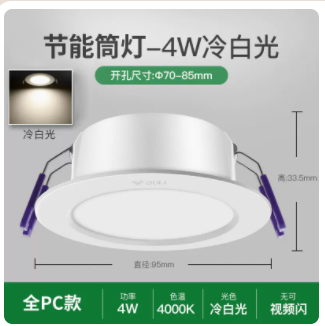 节能筒灯-4W冷白光
开孔尺寸:Φ70-85mm
冷白光
高:33.5mm
直径:95mm
全PC款
功率 色温 光色 无可
4W 4000K 冷白光 视频闪